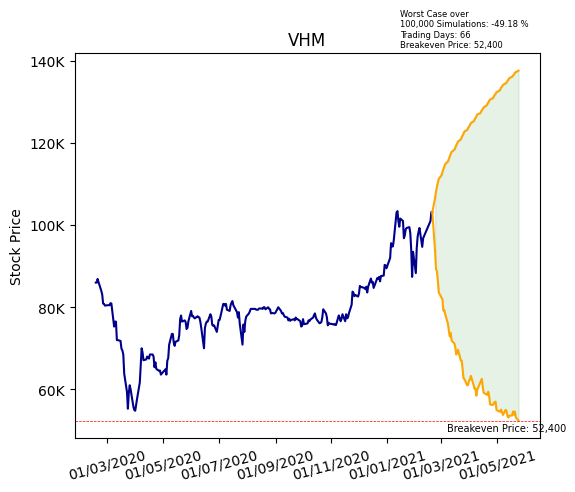 Worst Case over
100,000 Simulations: -49.18 %
Trading Days: 66
Breakeven Price: 52,400
VHM
140K
120K
100K
80K
60K
Stock Price
Breakeven Price: 52,400
01/03/2020
01/05/2020
01/07/2020
01/09/2020
01/11/2020
01/01/2021
01/03/2021
01/05/2021